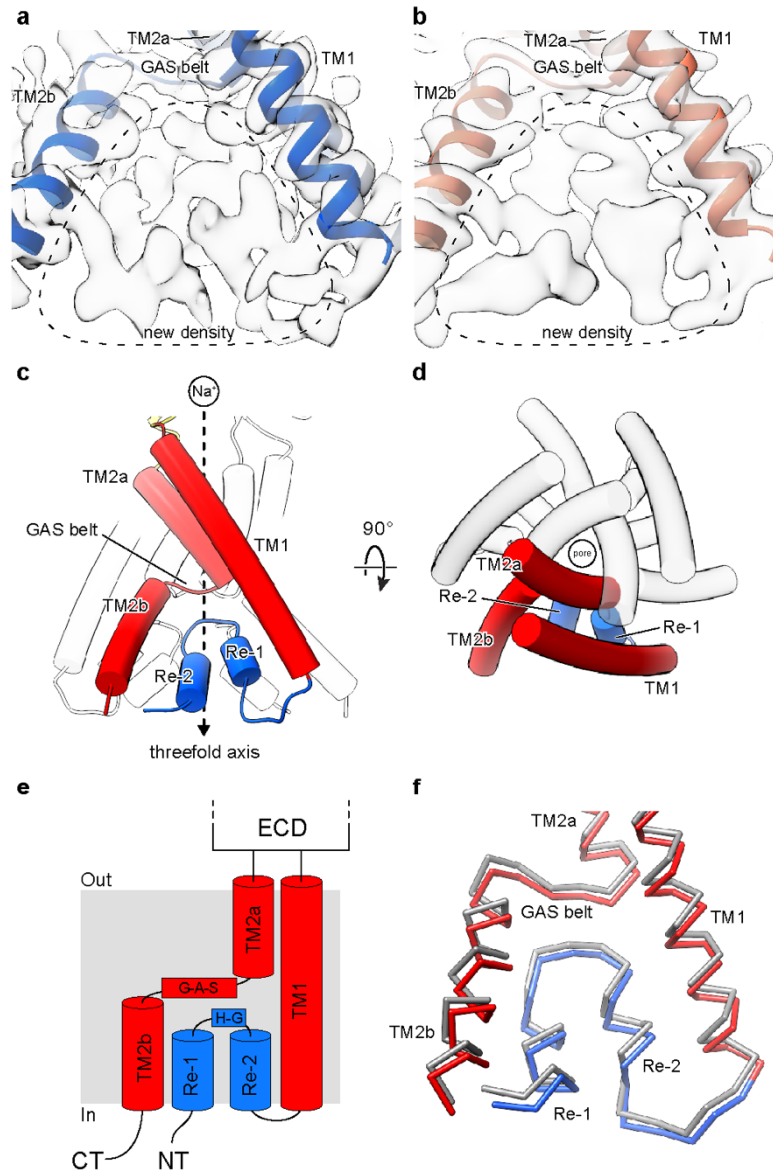 a
TM2a
TM1
GAS belt
TM2b
new density
b
TM2a
TM1
GAS belt
TM2b
new density
c
Na⁺
TM2a
GAS belt
TM1
TM2b
Re-1
Re-2
threefold axis
90°
d
pore
TM2a
Re-2
Re-1
TM2b
TM1
e
ECD
Out
TM2a
G-A-S
TM1
H-G
TM2b
Re-1
Re-2
In
CT
NT
f
TM2a
GAS belt
TM1
TM2b
Re-2
Re-1